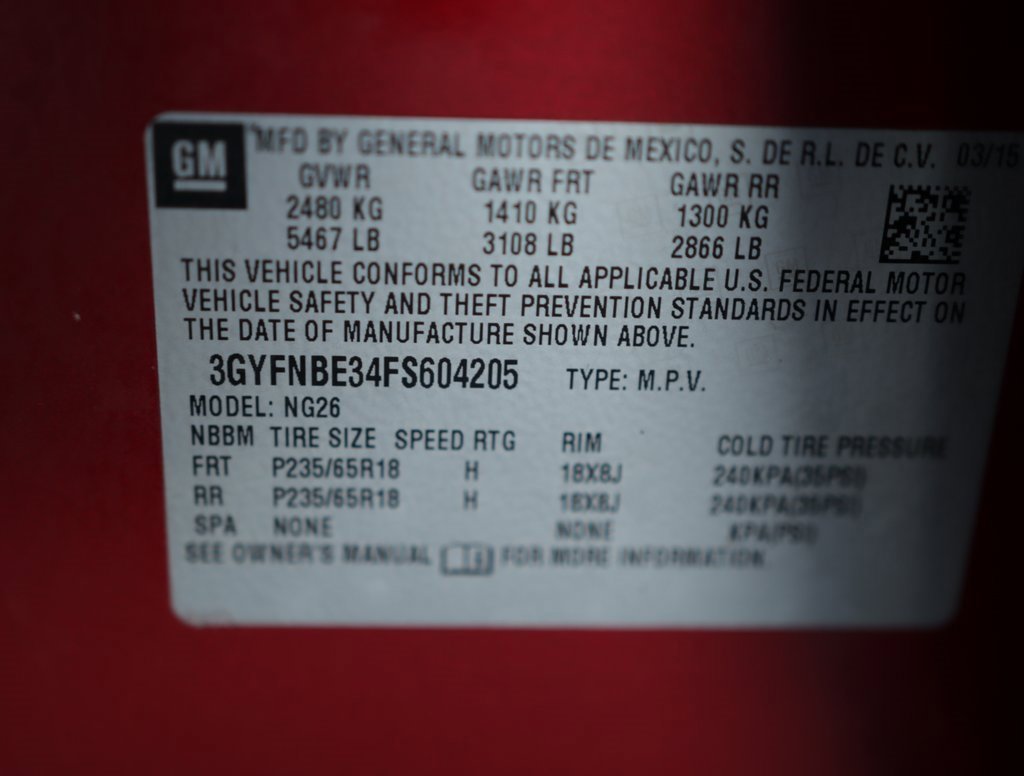 GM
MFD BY GENERAL MOTORS DE MEXICO, S. DE R.L. DE C.V. 03/15
GVWR GAWR FRT GAWR RR
2480 KG 1410 KG 1300 KG
5467 LB 3108 LB 2866 LB
THIS VEHICLE CONFORMS TO ALL APPLICABLE U.S. FEDERAL MOTOR
VEHICLE SAFETY AND THEFT PREVENTION STANDARDS IN EFFECT ON
THE DATE OF MANUFACTURE SHOWN ABOVE.
3GYFNBE34FS604205 TYPE: M.P.V.
MODEL: NG26
NBBM TIRE SIZE SPEED RTG RIM COLD TIRE PRESSURE
FRT P235/65R18 H 18X8J 240KPA(35PSI)
RR P235/65R18 H 18X8J 240KPA(35PSI)
SPA NONE NONE KPA(PSI)
SEE OWNER'S MANUAL FOR MORE INFORMATION.